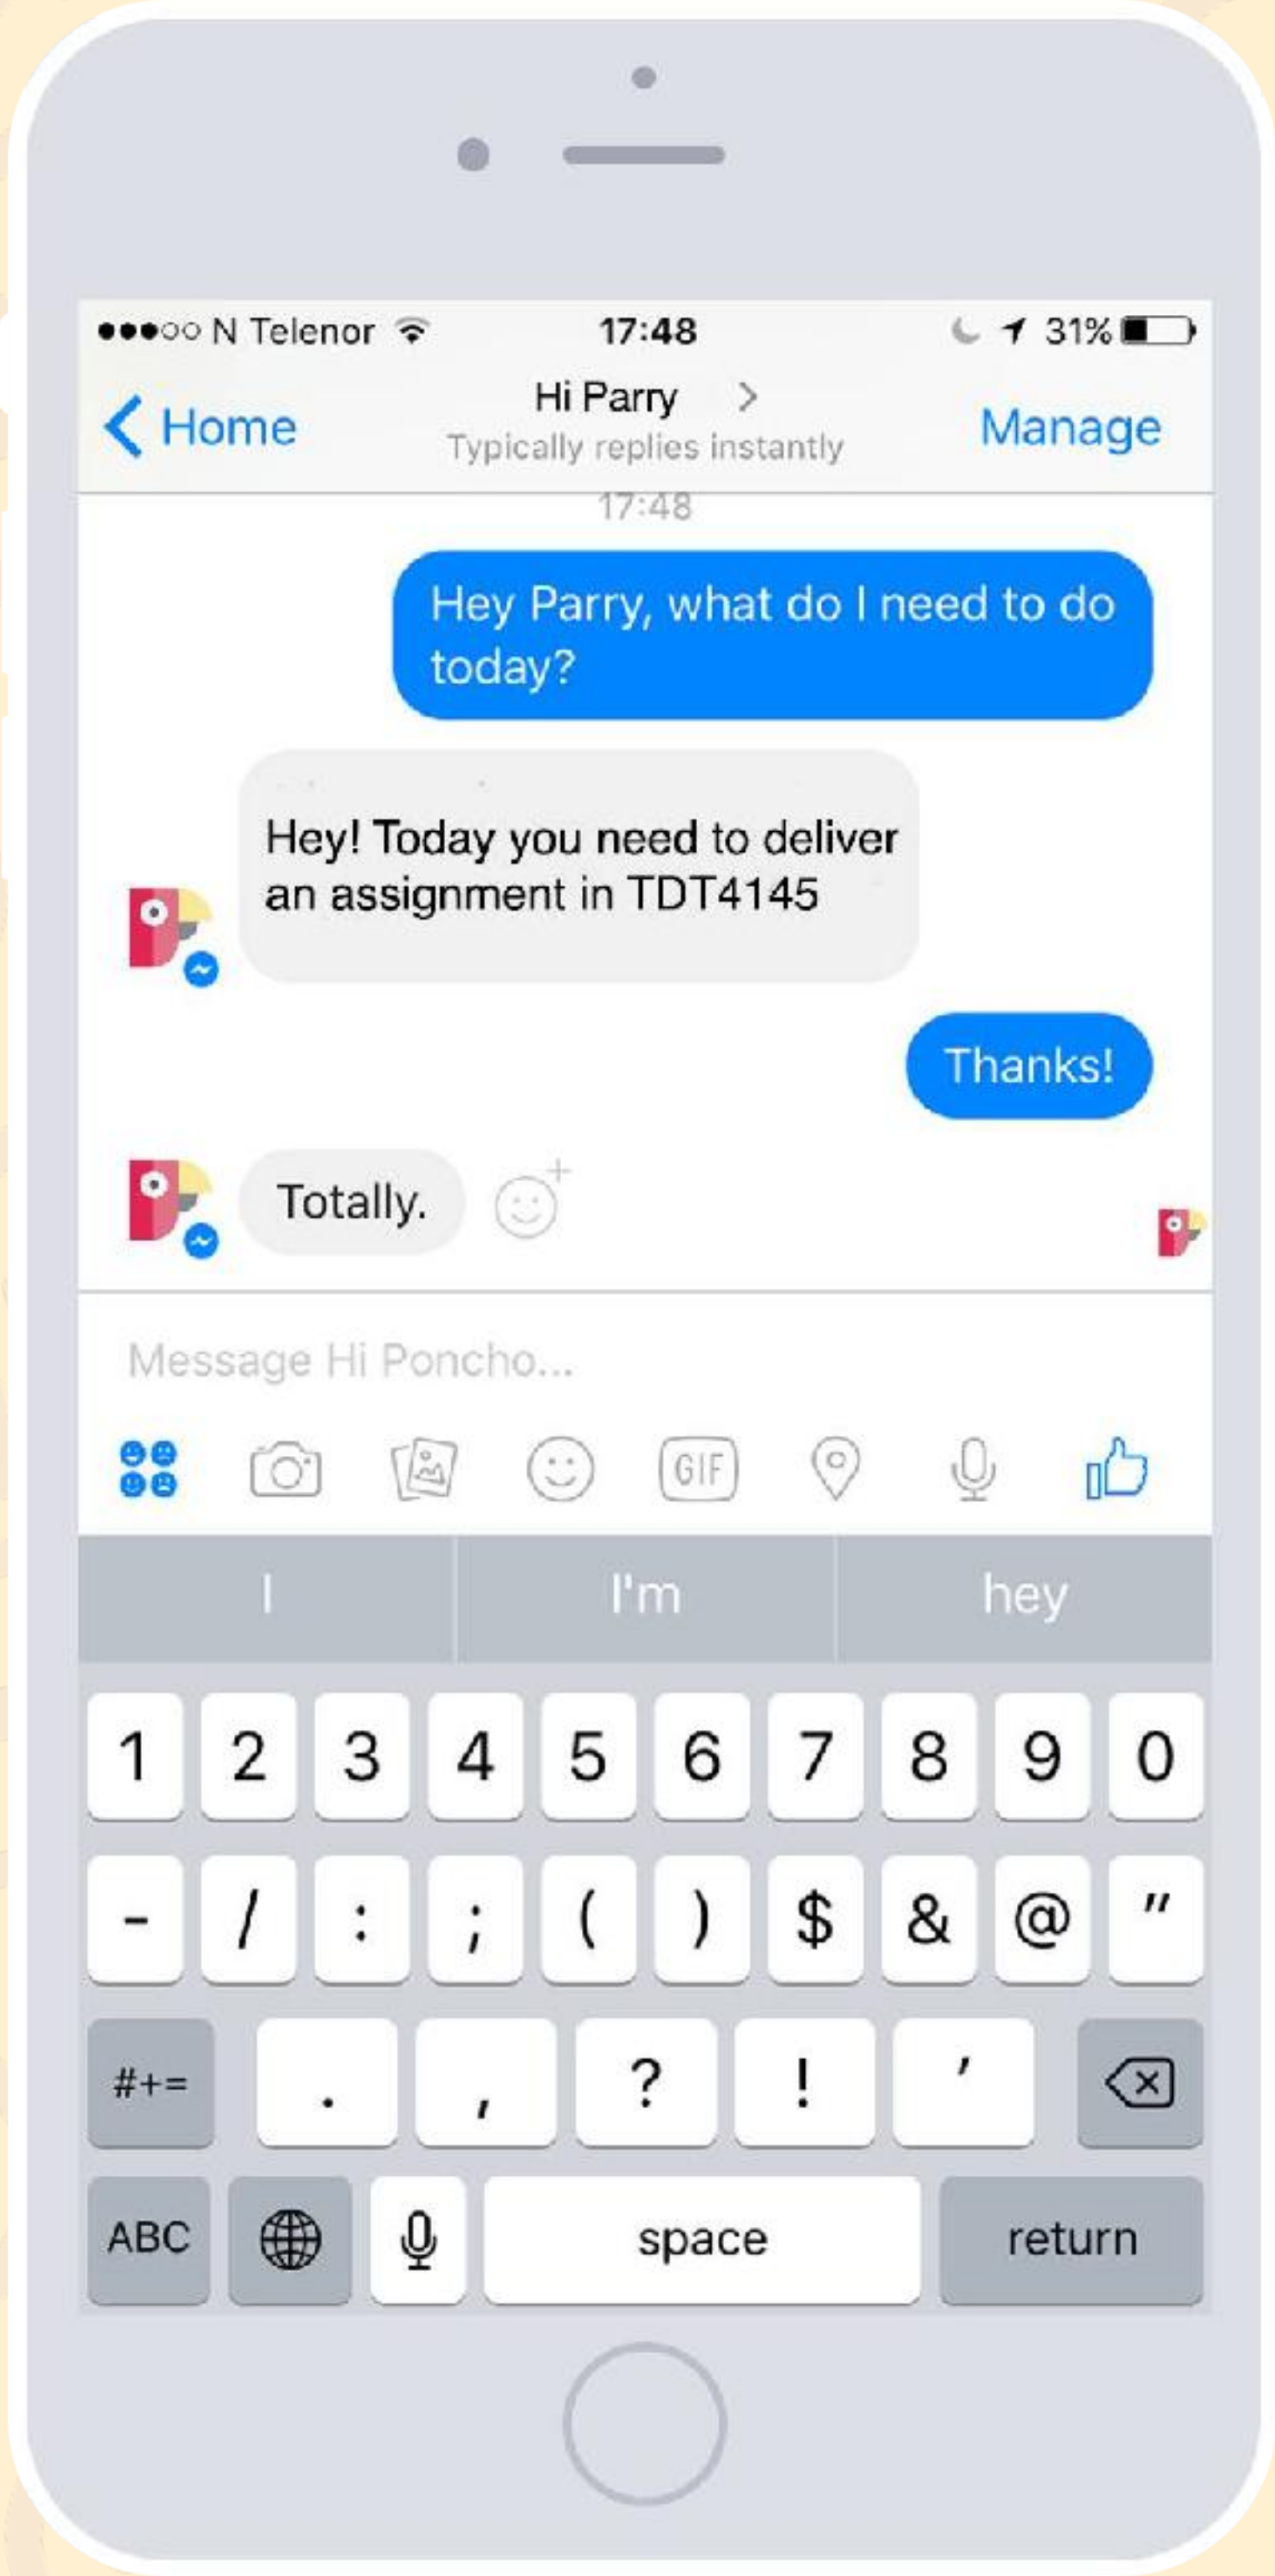 N Telenor 17:48 31%
Home Hi Parry > Manage
Typically replies instantly
17:48
Hey Parry, what do I need to do
today?
Hey! Today you need to deliver
an assignment in TDT4145
Thanks!
Totally.
Message Hi Poncho...
GIF
I I'm hey
1 2 3 4 5 6 7 8 9 0
- / : ; ( ) $ & @ "
#+= . , ? ! '
ABC space return